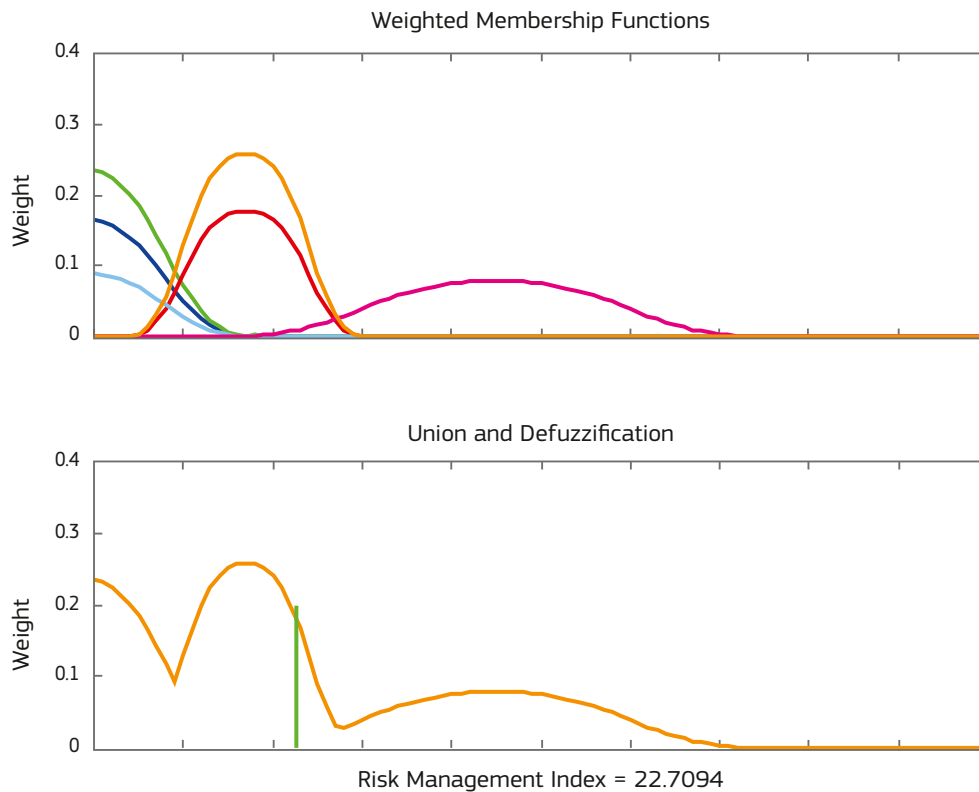 Weighted Membership Functions
0.4
0.3
0.2
0.1
0
Weight
Union and Defuzzification
0.4
0.3
0.2
0.1
0
Weight
Risk Management Index = 22.7094